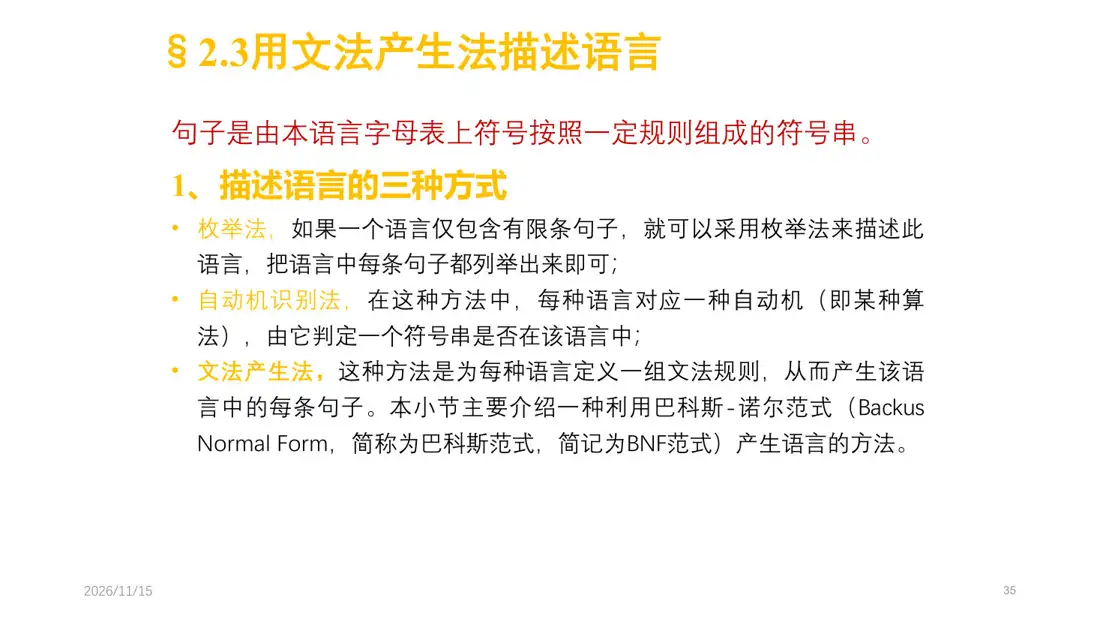 §2.3用文法产生法描述语言
句子是由本语言字母表上符号按照一定规则组成的符号串。
1、描述语言的三种方式
• 枚举法，如果一个语言仅包含有限条句子，就可以采用枚举法来描述此
语言，把语言中每条句子都列举出来即可；
• 自动机识别法，在这种方法中，每种语言对应一种自动机（即某种算
法），由它判定一个符号串是否在该语言中；
• 文法产生法，这种方法是为每种语言定义一组文法规则，从而产生该语
言中的每条句子。本小节主要介绍一种利用巴科斯-诺尔范式（Backus
Normal Form，简称为巴科斯范式，简记为BNF范式）产生语言的方法。
2026/11/15
35